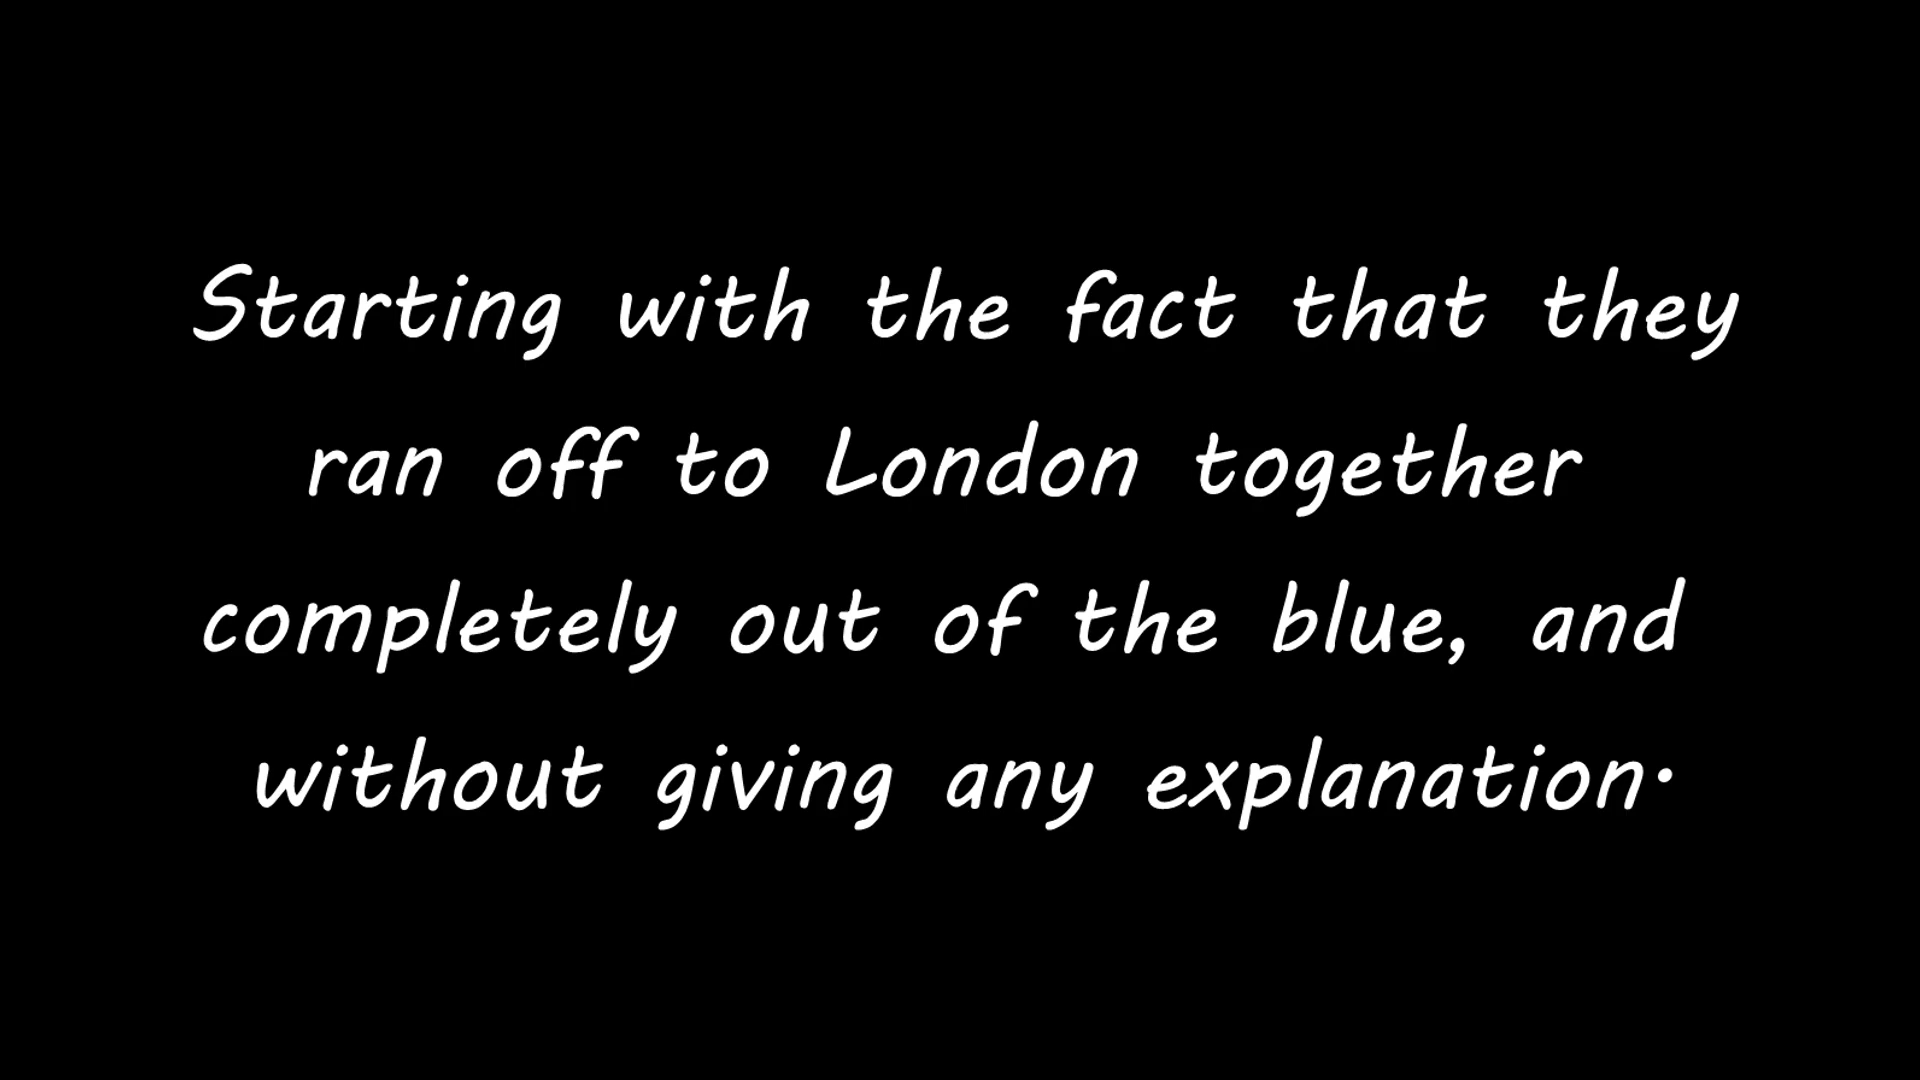 Starting with the fact that they
ran off to London together
completely out of the blue, and
without giving any explanation.